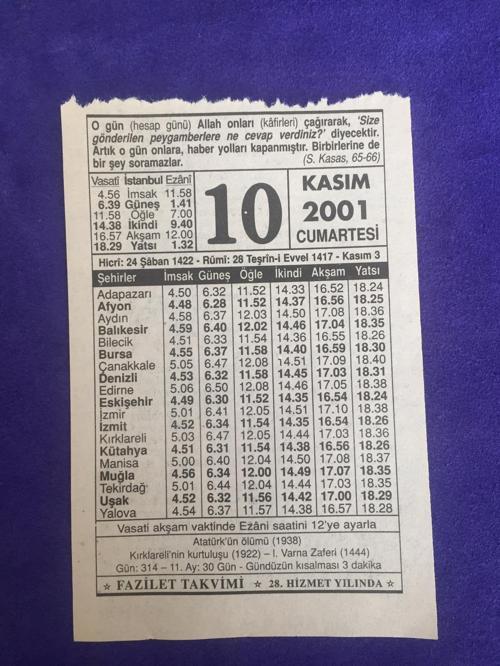 O gün (hesap günü) Allah onları (kâfirleri) çağırarak, 'Size
gönderilen peygamberlere ne cevap verdiniz?' diyecektir.
Artık o gün onlara, haber yolları kapanmıştır. Birbirlerine de
bir şey soramazlar. (S. Kasas, 65-66)
Vasatî İstanbul Ezânî
4.56 İmsak 11.58
6.39 Güneş 1.41
11.58 Öğle 7.00
14.38 İkindi 9.40
16.57 Akşam 12.00
18.29 Yatsı 1.32
10
KASIM
2001
CUMARTESİ
Hicrî: 24 Şâban 1422 - Rûmî: 28 Teşrîn-i Evvel 1417 - Kasım 3
Şehirler İmsak Güneş Öğle İkindi Akşam Yatsı
Adapazarı 4.50 6.32 11.52 14.33 16.52 18.24
Afyon 4.48 6.28 11.52 14.37 16.56 18.25
Aydın 4.58 6.37 12.03 14.50 17.08 18.36
Balıkesir 4.59 6.40 12.02 14.46 17.04 18.35
Bilecik 4.51 6.33 11.54 14.36 16.55 18.26
Bursa 4.55 6.37 11.58 14.40 16.59 18.30
Çanakkale 5.05 6.47 12.08 14.51 17.09 18.40
Denizli 4.53 6.32 11.58 14.45 17.03 18.31
Edirne 5.06 6.50 12.08 14.46 17.05 18.38
Eskişehir 4.49 6.30 11.52 14.35 16.54 18.24
İzmir 5.01 6.41 12.05 14.51 17.10 18.38
İzmit 4.52 6.34 11.54 14.35 16.54 18.26
Kırklareli 5.03 6.47 12.05 14.44 17.03 18.36
Kütahya 4.51 6.31 11.54 14.38 16.56 18.26
Manisa 5.00 6.40 12.04 14.50 17.08 18.37
Muğla 4.56 6.34 12.00 14.49 17.07 18.35
Tekirdağ 5.01 6.44 12.04 14.44 17.03 18.35
Uşak 4.52 6.32 11.56 14.42 17.00 18.29
Yalova 4.54 6.37 11.57 14.38 16.57 18.28
Vasati akşam vaktinde Ezâni saatini 12'ye ayarla
Atatürk'ün ölümü (1938)
Kırklareli'nin kurtuluşu (1922) – I. Varna Zaferi (1444)
Gün: 314 – 11. Ay: 30 Gün - Gündüzün kısalması 3 dakika
☆ FAZİLET TAKVİMİ ☆ 28. HİZMET YILINDA ☆